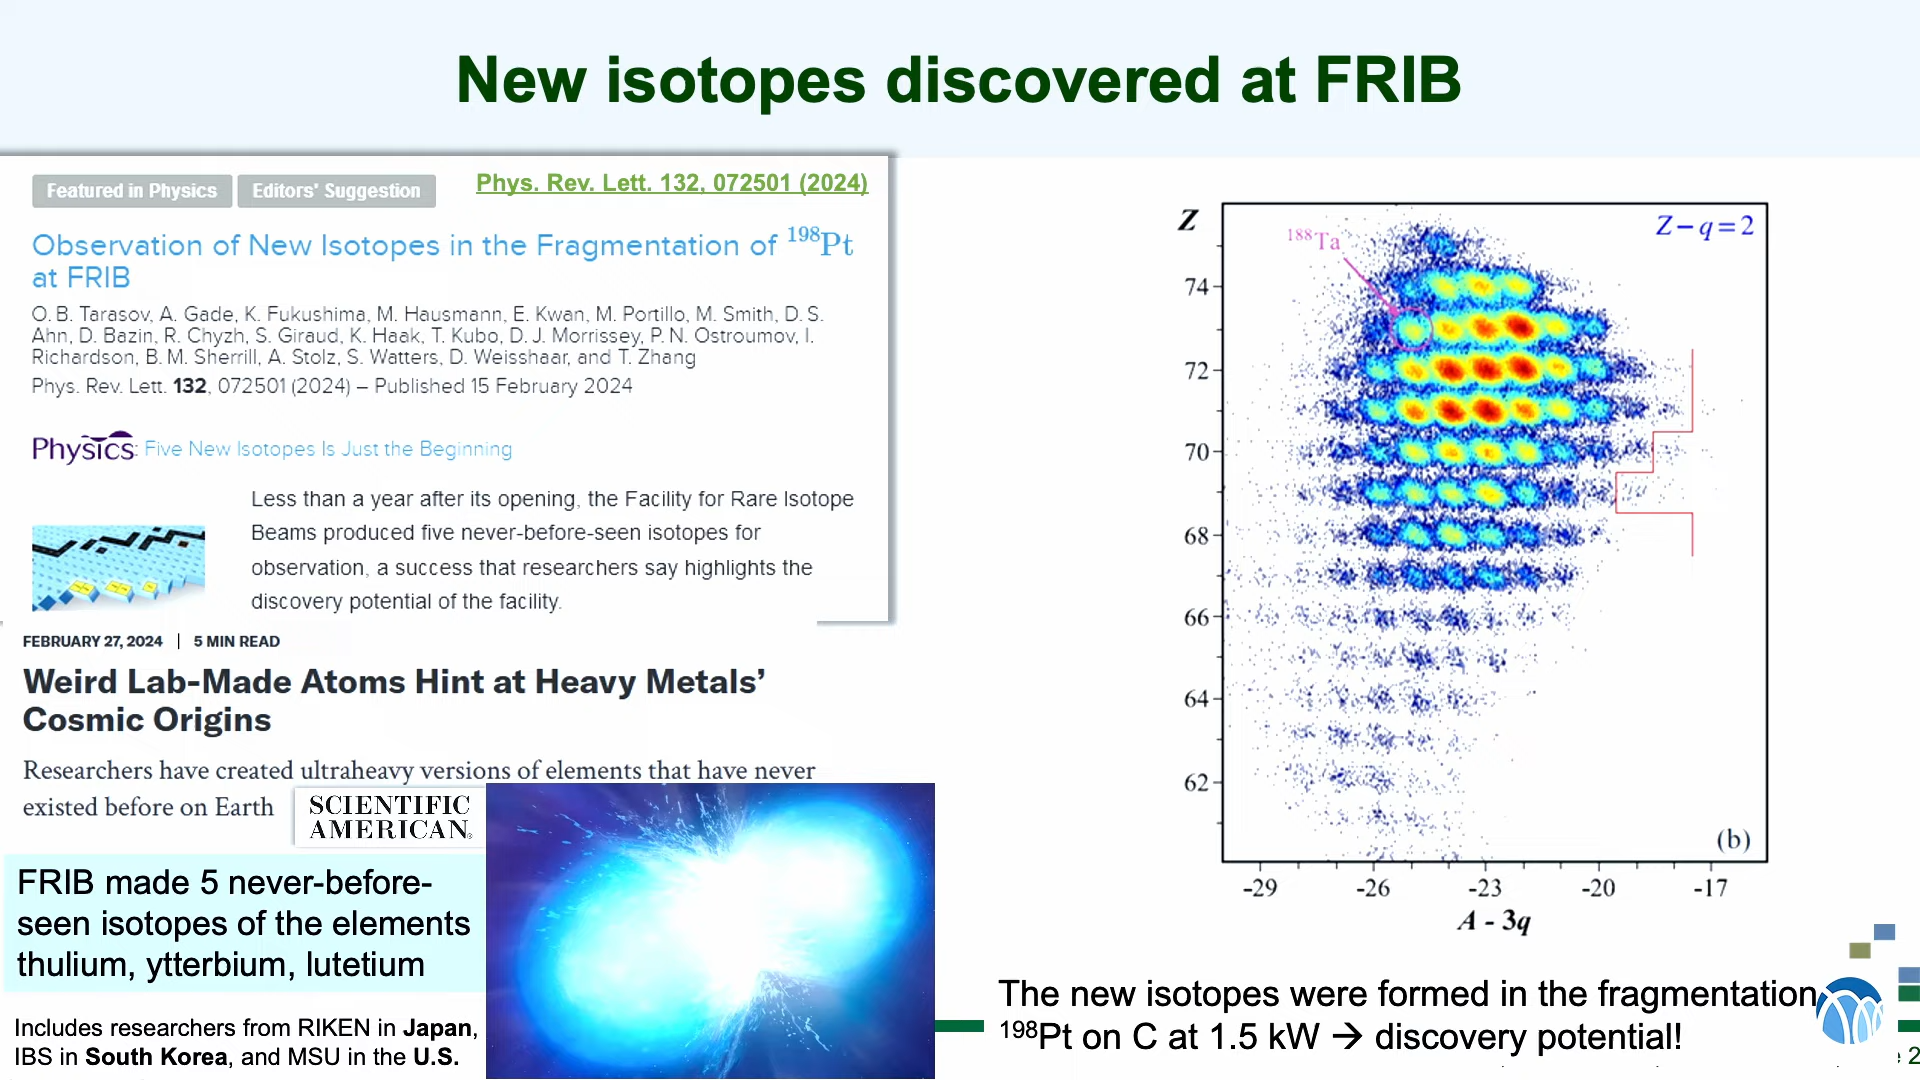 New isotopes discovered at FRIB
Featured in Physics
Editors' Suggestion
Phys. Rev. Lett. 132, 072501 (2024)
Observation of New Isotopes in the Fragmentation of ¹⁹⁸Pt
at FRIB
O. B. Tarasov, A. Gade, K. Fukushima, M. Hausmann, E. Kwan, M. Portillo, M. Smith, D. S.
Ahn, D. Bazin, R. Chyzh, S. Giraud, K. Haak, T. Kubo, D. J. Morrissey, P. N. Ostroumov, I.
Richardson, B. M. Sherrill, A. Stolz, S. Watters, D. Weisshaar, and T. Zhang
Phys. Rev. Lett. 132, 072501 (2024) – Published 15 February 2024
Physics: Five New Isotopes Is Just the Beginning
Less than a year after its opening, the Facility for Rare Isotope
Beams produced five never-before-seen isotopes for
observation, a success that researchers say highlights the
discovery potential of the facility.
FEBRUARY 27, 2024 | 5 MIN READ
Weird Lab-Made Atoms Hint at Heavy Metals'
Cosmic Origins
Researchers have created ultraheavy versions of elements that have never
existed before on Earth
SCIENTIFIC
AMERICAN
FRIB made 5 never-before-
seen isotopes of the elements
thulium, ytterbium, lutetium
Includes researchers from RIKEN in Japan,
IBS in South Korea, and MSU in the U.S.
Z
¹⁸⁸Ta
Z – q = 2
74
72
70
68
66
64
62
(b)
-29 -26 -23 -20 -17
A - 3q
The new isotopes were formed in the fragmentation
¹⁹⁸Pt on C at 1.5 kW → discovery potential!